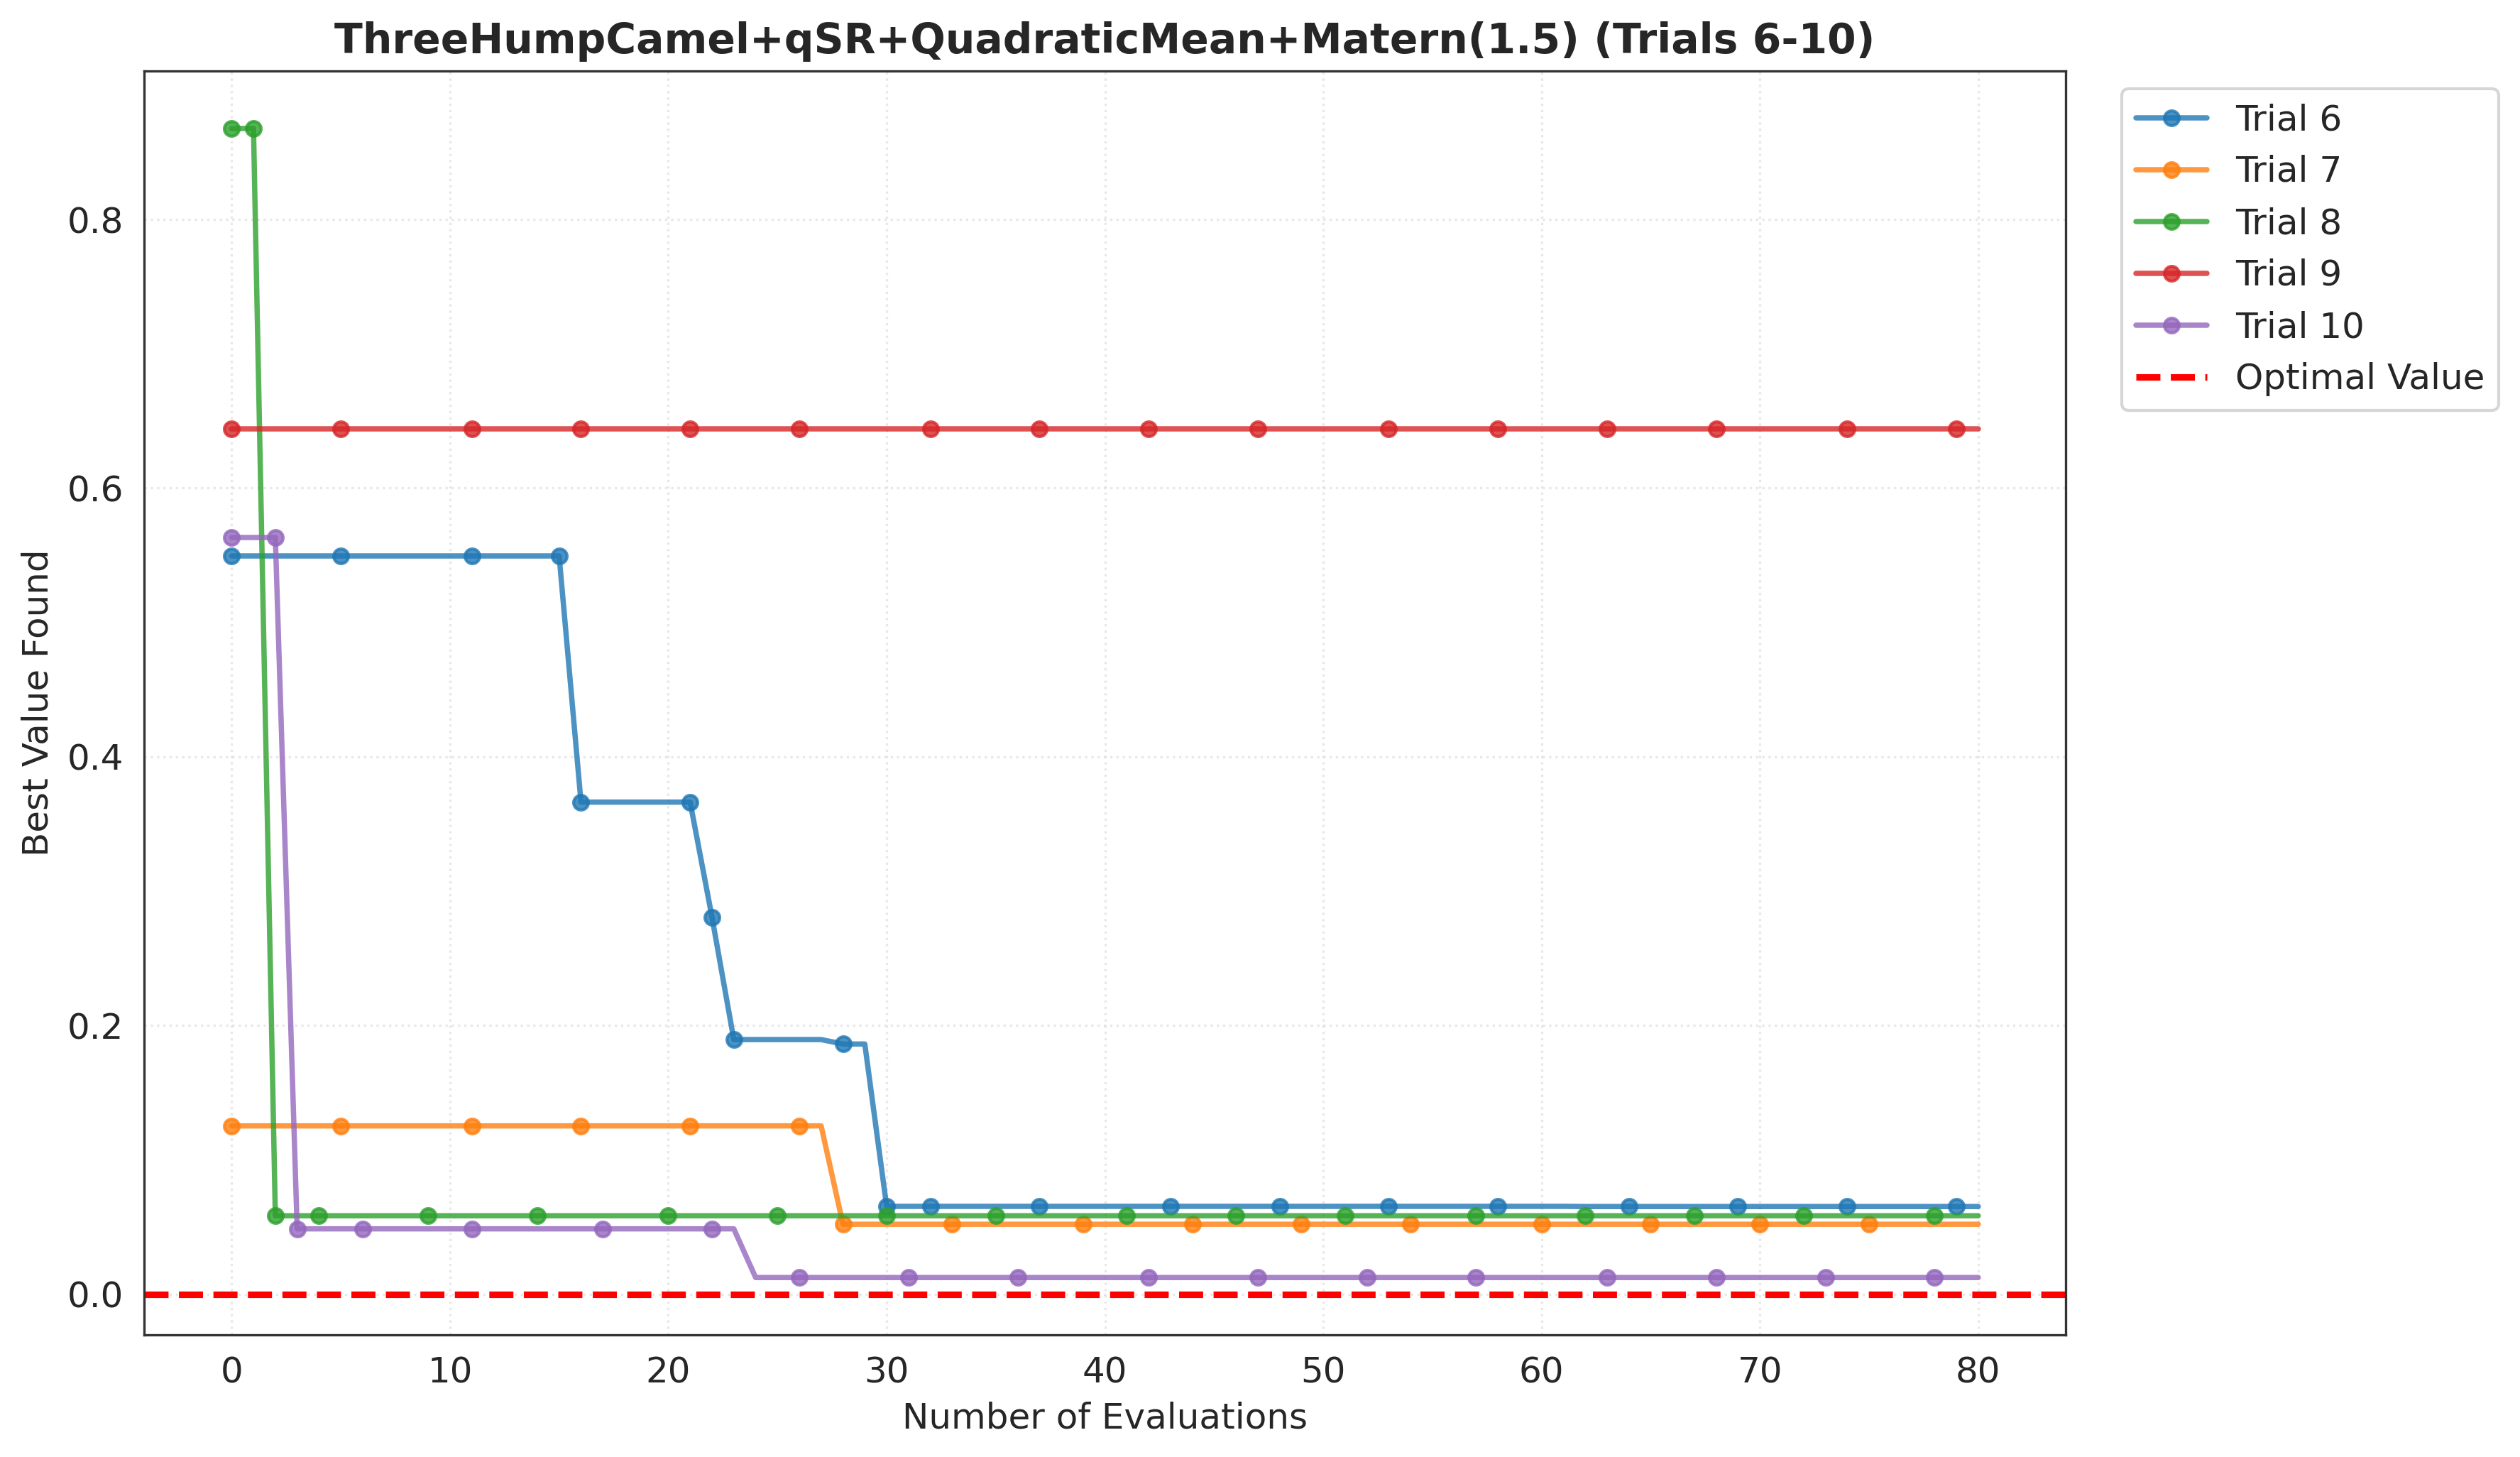 ThreeHumpCamel+qSR+QuadraticMean+Matern(1.5) (Trials 6-10)
Trial 6
Trial 7
Trial 8
Trial 9
Trial 10
Optimal Value
Best Value Found
0.8
0.6
0.4
0.2
0.0
0 10 20 30 40 50 60 70 80
Number of Evaluations